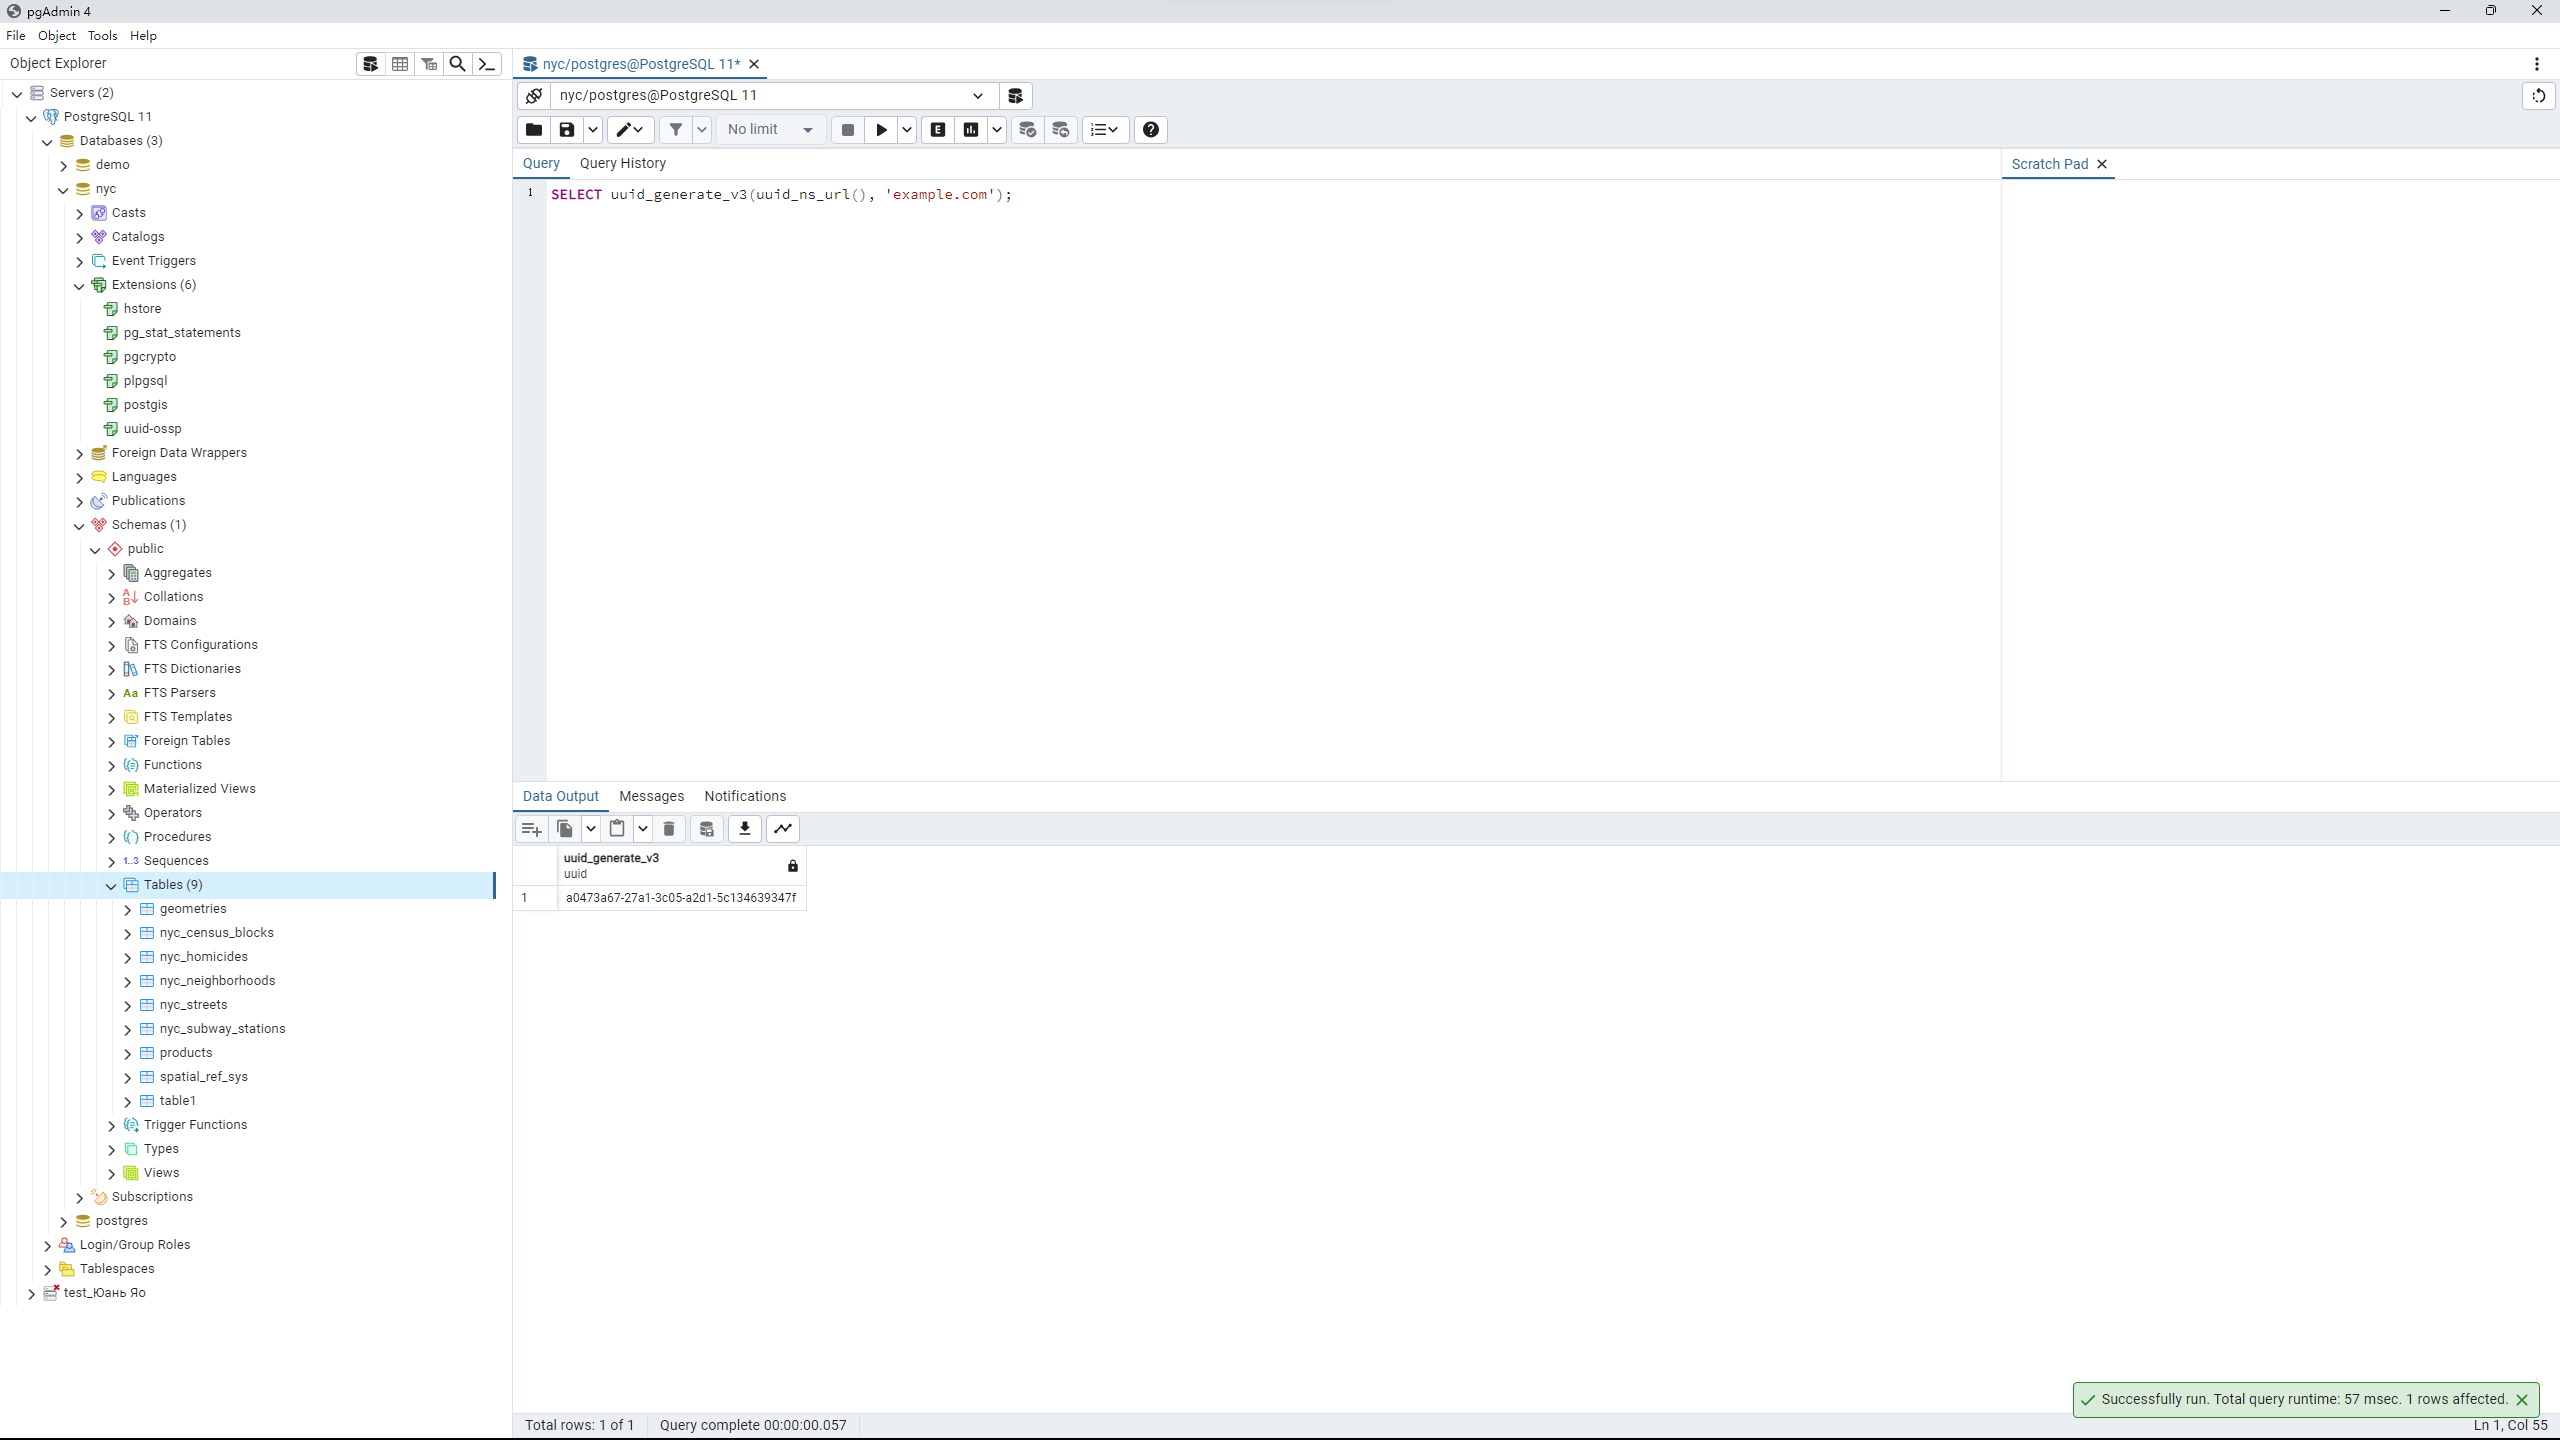 pgAdmin 4
File Object Tools Help
Object Explorer
nyc/postgres@PostgreSQL 11*
Servers (2)
PostgreSQL 11
Databases (3)
demo
nyc
Casts
Catalogs
Event Triggers
Extensions (6)
hstore
pg_stat_statements
pgcrypto
plpgsql
postgis
uuid-ossp
Foreign Data Wrappers
Languages
Publications
Schemas (1)
public
Aggregates
Collations
Domains
FTS Configurations
FTS Dictionaries
Aa FTS Parsers
FTS Templates
Foreign Tables
Functions
Materialized Views
Operators
Procedures
1..3 Sequences
Tables (9)
geometries
nyc_census_blocks
nyc_homicides
nyc_neighborhoods
nyc_streets
nyc_subway_stations
products
spatial_ref_sys
table1
Trigger Functions
Types
Views
Subscriptions
postgres
Login/Group Roles
Tablespaces
test_Юань Яо
nyc/postgres@PostgreSQL 11
No limit
E
Query Query History
Scratch Pad
1 SELECT uuid_generate_v3(uuid_ns_url(), 'example.com');
Data Output Messages Notifications
uuid_generate_v3
uuid
1 a0473a67-27a1-3c05-a2d1-5c134639347f
Successfully run. Total query runtime: 57 msec. 1 rows affected.
Total rows: 1 of 1 Query complete 00:00:00.057
Ln 1, Col 55